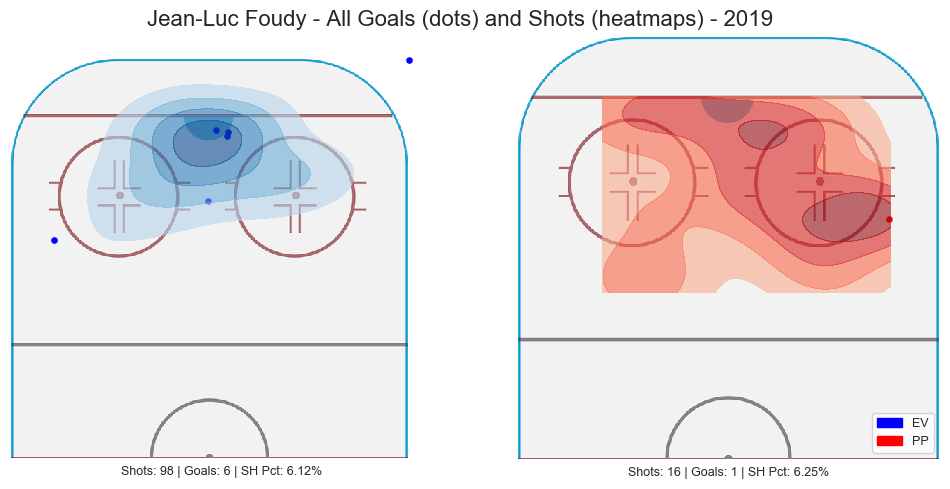 Jean-Luc Foudy - All Goals (dots) and Shots (heatmaps) - 2019
EV
PP
Shots: 98 | Goals: 6 | SH Pct: 6.12%
Shots: 16 | Goals: 1 | SH Pct: 6.25%